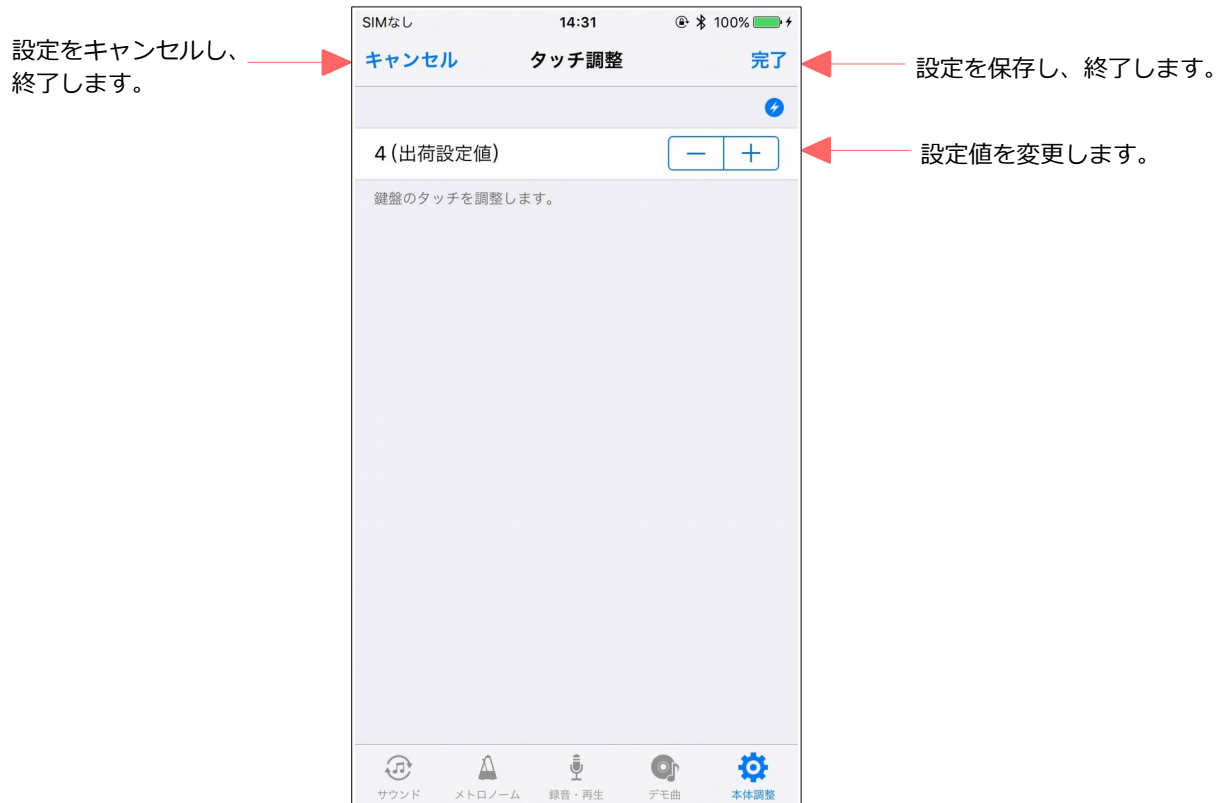 SIMなし 14:31 100%
設定をキャンセルし、
終了します。
キャンセル タッチ調整 完了
設定を保存し、終了します。
4(出荷設定値) － ＋
設定値を変更します。
鍵盤のタッチを調整します。
サウンド メトロノーム 録音・再生 デモ曲 本体調整